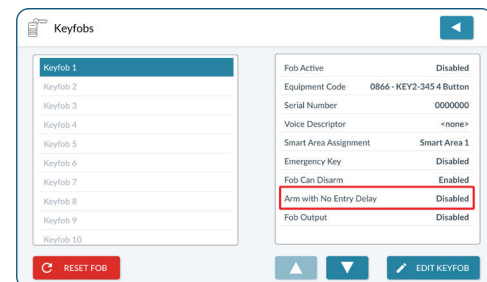 Keyfobs
Keyfob 1
Keyfob 2
Keyfob 3
Keyfob 4
Keyfob 5
Keyfob 6
Keyfob 7
Keyfob 8
Keyfob 9
Keyfob 10
Fob Active Disabled
Equipment Code 0866 - KEY2-345 4 Button
Serial Number 0000000
Voice Descriptor <none>
Smart Area Assignment Smart Area 1
Emergency Key Disabled
Fob Can Disarm Enabled
Arm with No Entry Delay Disabled
Fob Output Disabled
RESET FOB
EDIT KEYFOB